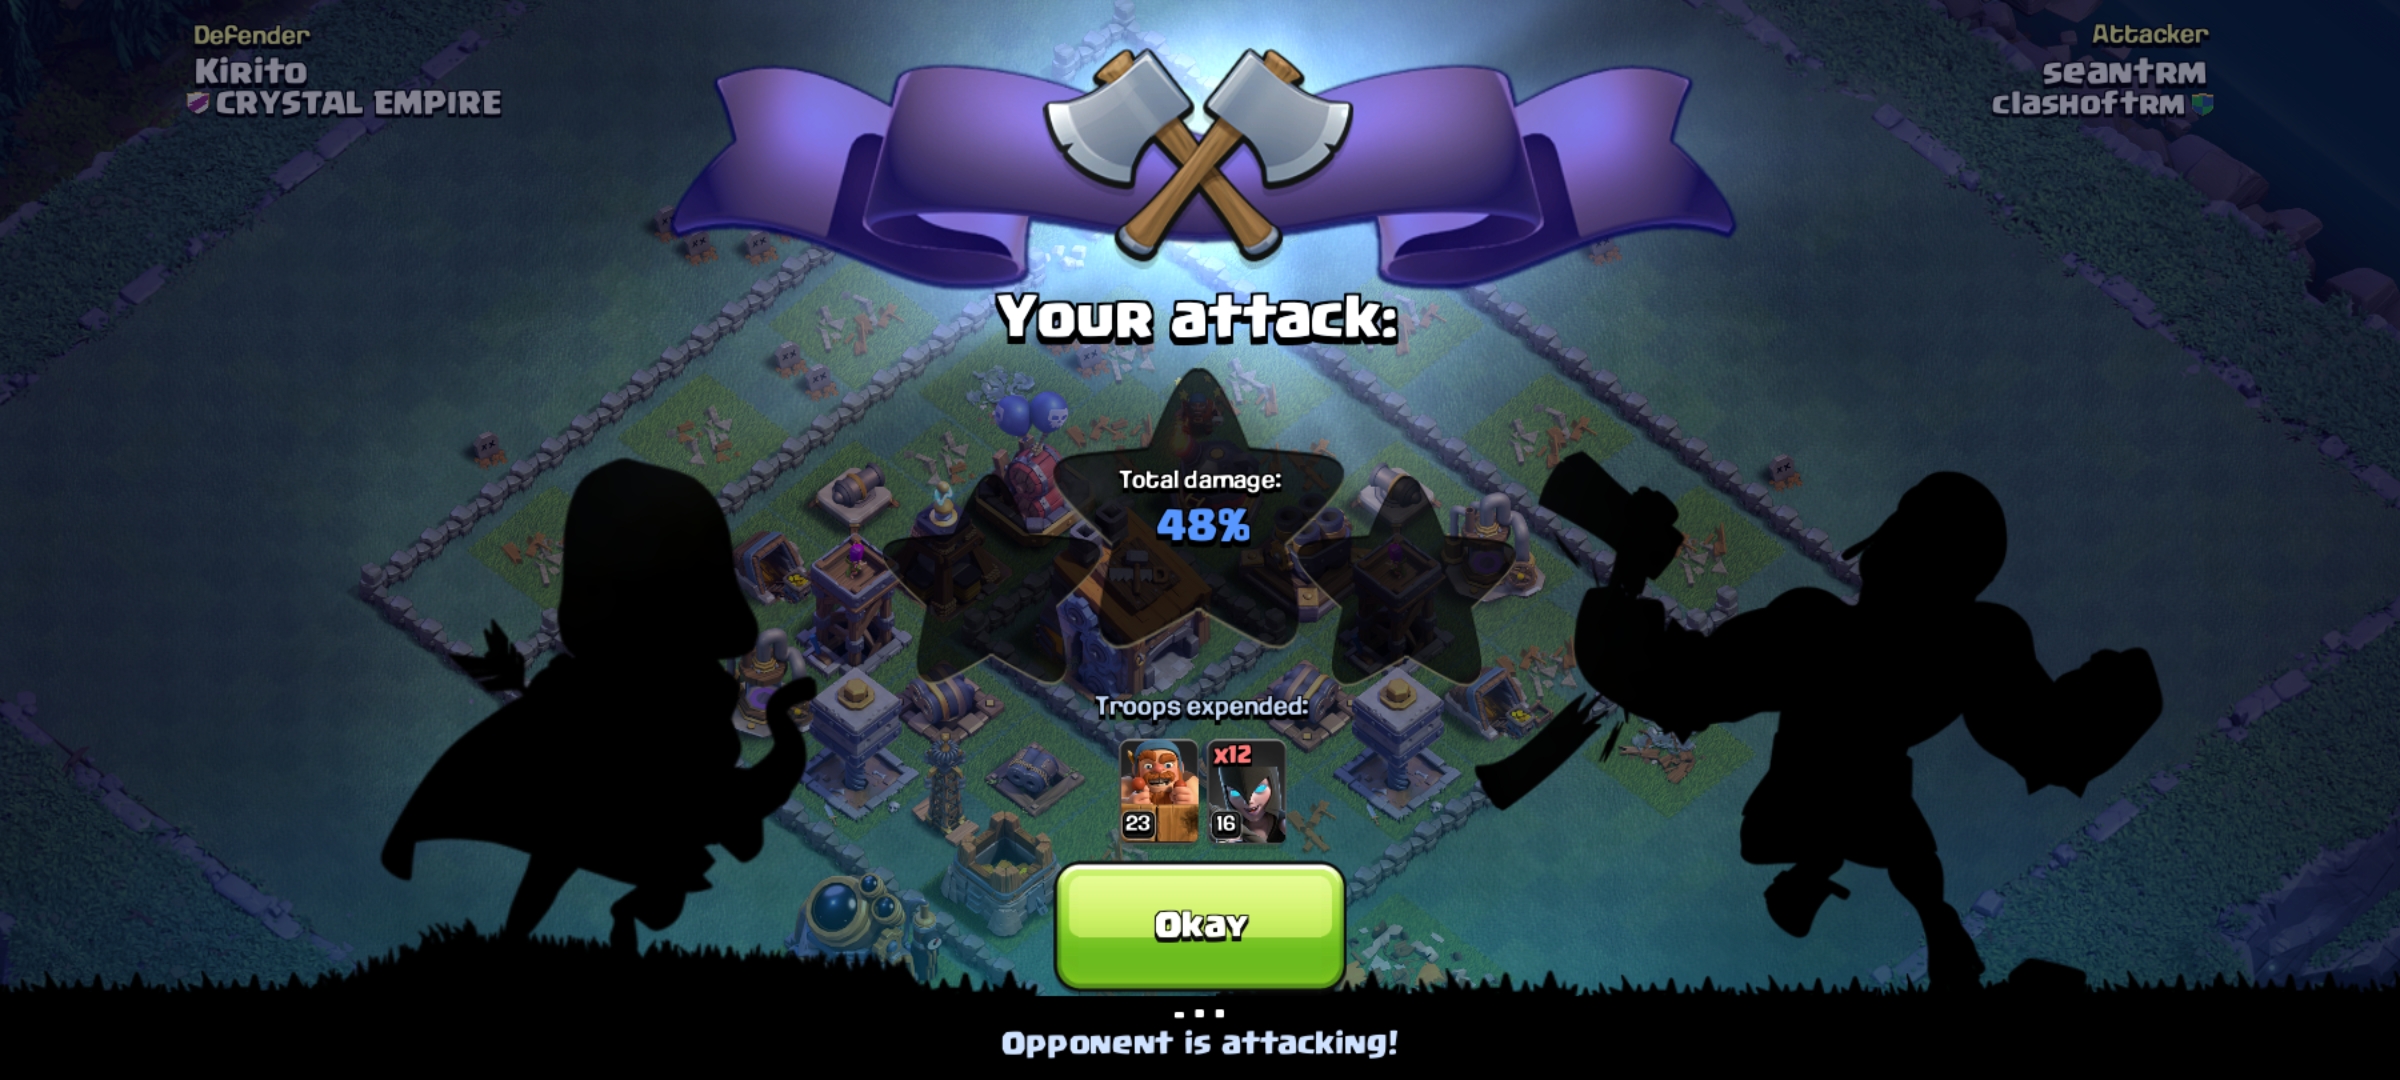 Defender
Kirito
CRYSTAL EMPIRE
Attacker
seantRM
clashoftRM
Your attack:
Total damage:
48%
Troops expended:
x12
23
16
Okay
...
Opponent is attacking!